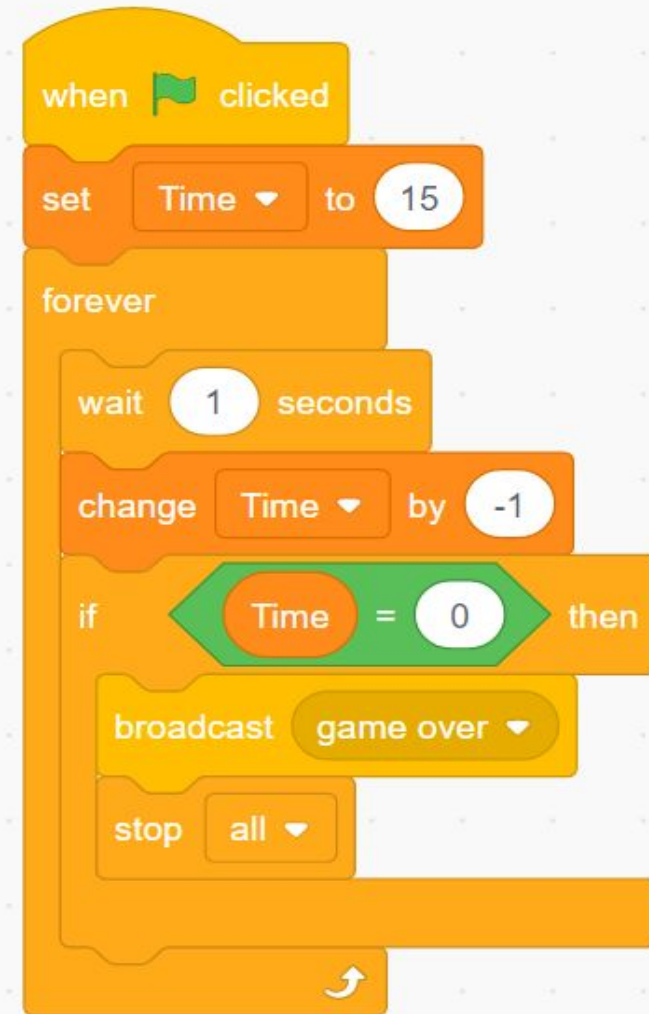 when clicked
set Time to 15
forever
wait 1 seconds
change Time by -1
if Time = 0 then
broadcast game over
stop all